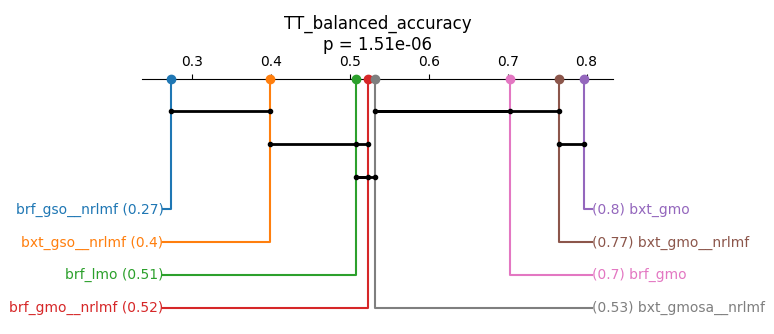 TT_balanced_accuracy
p = 1.51e-06
0.3 0.4 0.5 0.6 0.7 0.8
brf_gso__nrlmf (0.27) (0.8) bxt_gmo
bxt_gso__nrlmf (0.4) (0.77) bxt_gmo__nrlmf
brf_lmo (0.51) (0.7) brf_gmo
brf_gmo__nrlmf (0.52) (0.53) bxt_gmosa__nrlmf